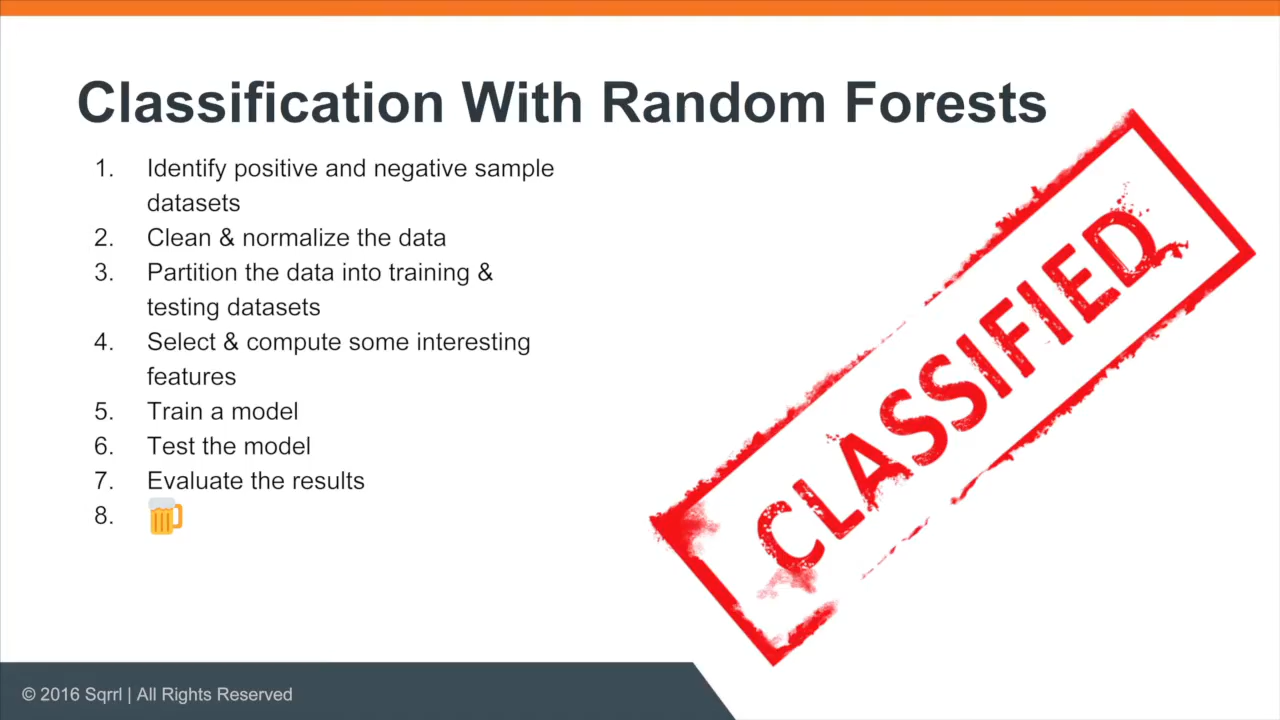 Classification With Random Forests
1. Identify positive and negative sample
datasets
2. Clean & normalize the data
3. Partition the data into training &
testing datasets
4. Select & compute some interesting
features
5. Train a model
6. Test the model
7. Evaluate the results
8. 🍺
CLASSIFIED
© 2016 Sqrrl | All Rights Reserved